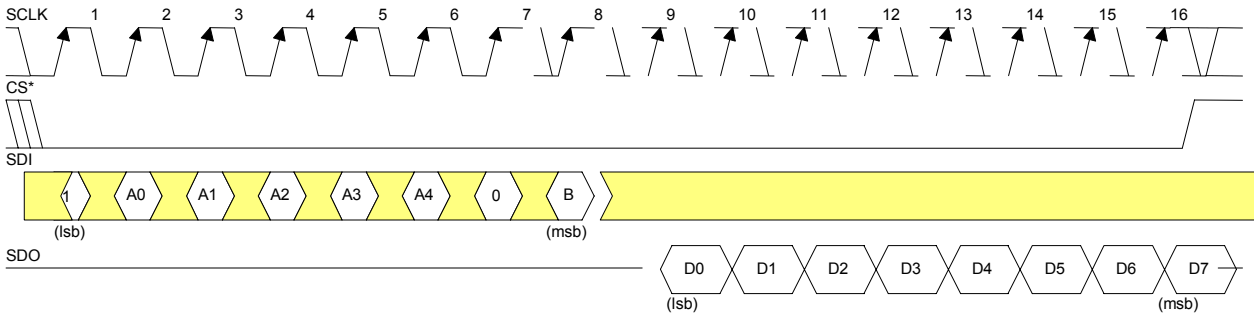 SCLK 1 2 3 4 5 6 7 8 9 10 11 12 13 14 15 16
CS*
SDI
1 A0 A1 A2 A3 A4 0 B
(lsb) (msb)
SDO
D0 D1 D2 D3 D4 D5 D6 D7
(lsb) (msb)